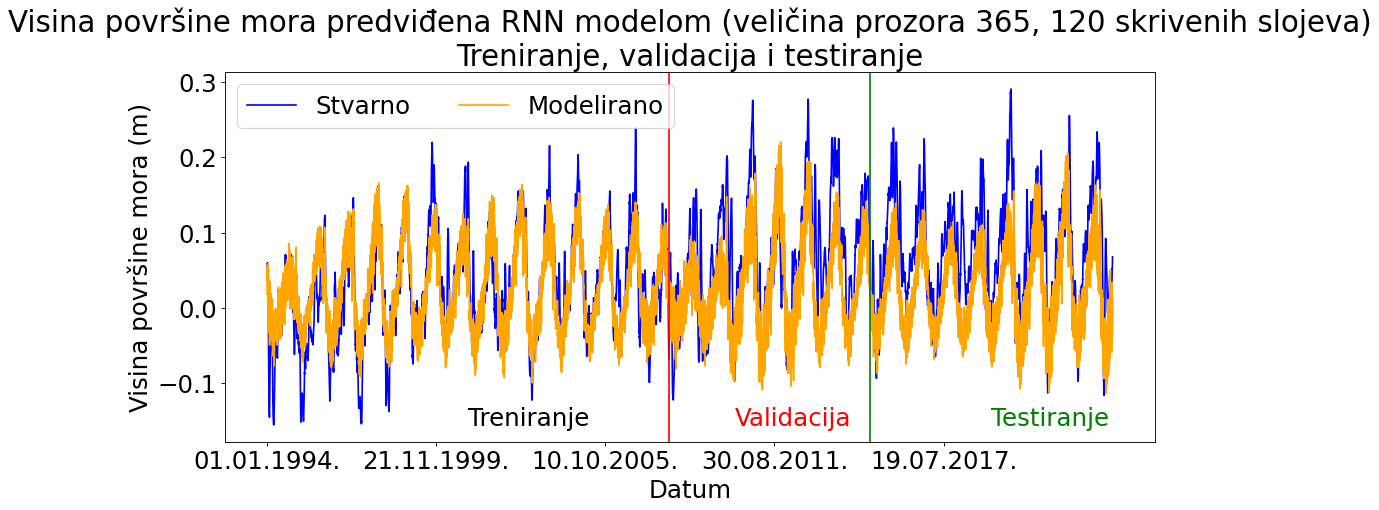 Visina površine mora predviđena RNN modelom (veličina prozora 365, 120 skrivenih slojeva)
Treniranje, validacija i testiranje
Stvarno Modelirano
Visina površine mora (m)
0.3
0.2
0.1
0.0
−0.1
Treniranje Validacija Testiranje
01.01.1994. 21.11.1999. 10.10.2005. 30.08.2011. 19.07.2017.
Datum